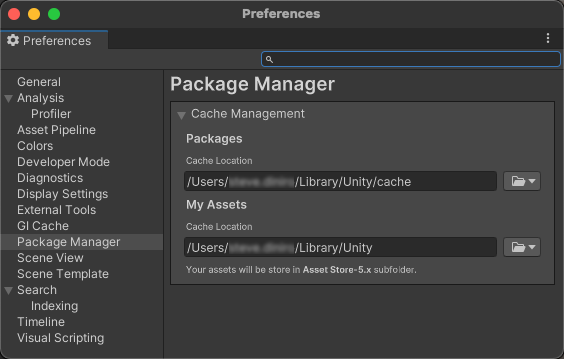 Preferences
Preferences
General
Analysis
Profiler
Asset Pipeline
Colors
Developer Mode
Diagnostics
Display Settings
External Tools
GI Cache
Package Manager
Scene View
Scene Template
Search
Indexing
Timeline
Visual Scripting
Package Manager
Cache Management
Packages
Cache Location
/Users/ /Library/Unity/cache
My Assets
Cache Location
/Users/ /Library/Unity
Your assets will be store in Asset Store-5.x subfolder.